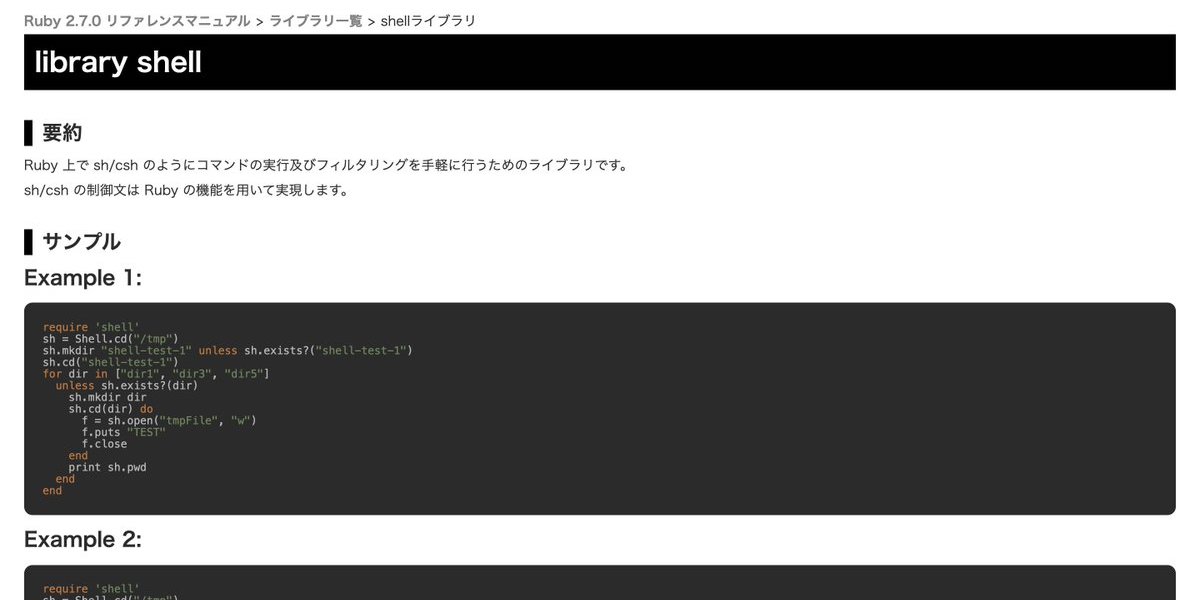 Ruby 2.7.0 リファレンスマニュアル > ライブラリ一覧 > shellライブラリ
library shell
要約
Ruby 上で sh/csh のようにコマンドの実行及びフィルタリングを手軽に行うためのライブラリです。
sh/csh の制御文は Ruby の機能を用いて実現します。
サンプル
Example 1:
require 'shell'
sh = Shell.cd("/tmp")
sh.mkdir "shell-test-1" unless sh.exists?("shell-test-1")
sh.cd("shell-test-1")
for dir in ["dir1", "dir3", "dir5"]
  unless sh.exists?(dir)
    sh.mkdir dir
    sh.cd(dir) do
      f = sh.open("tmpFile", "w")
      f.puts "TEST"
      f.close
    end
    print sh.pwd
  end
end
Example 2:
require 'shell'
sh = Shell.cd("/tmp")